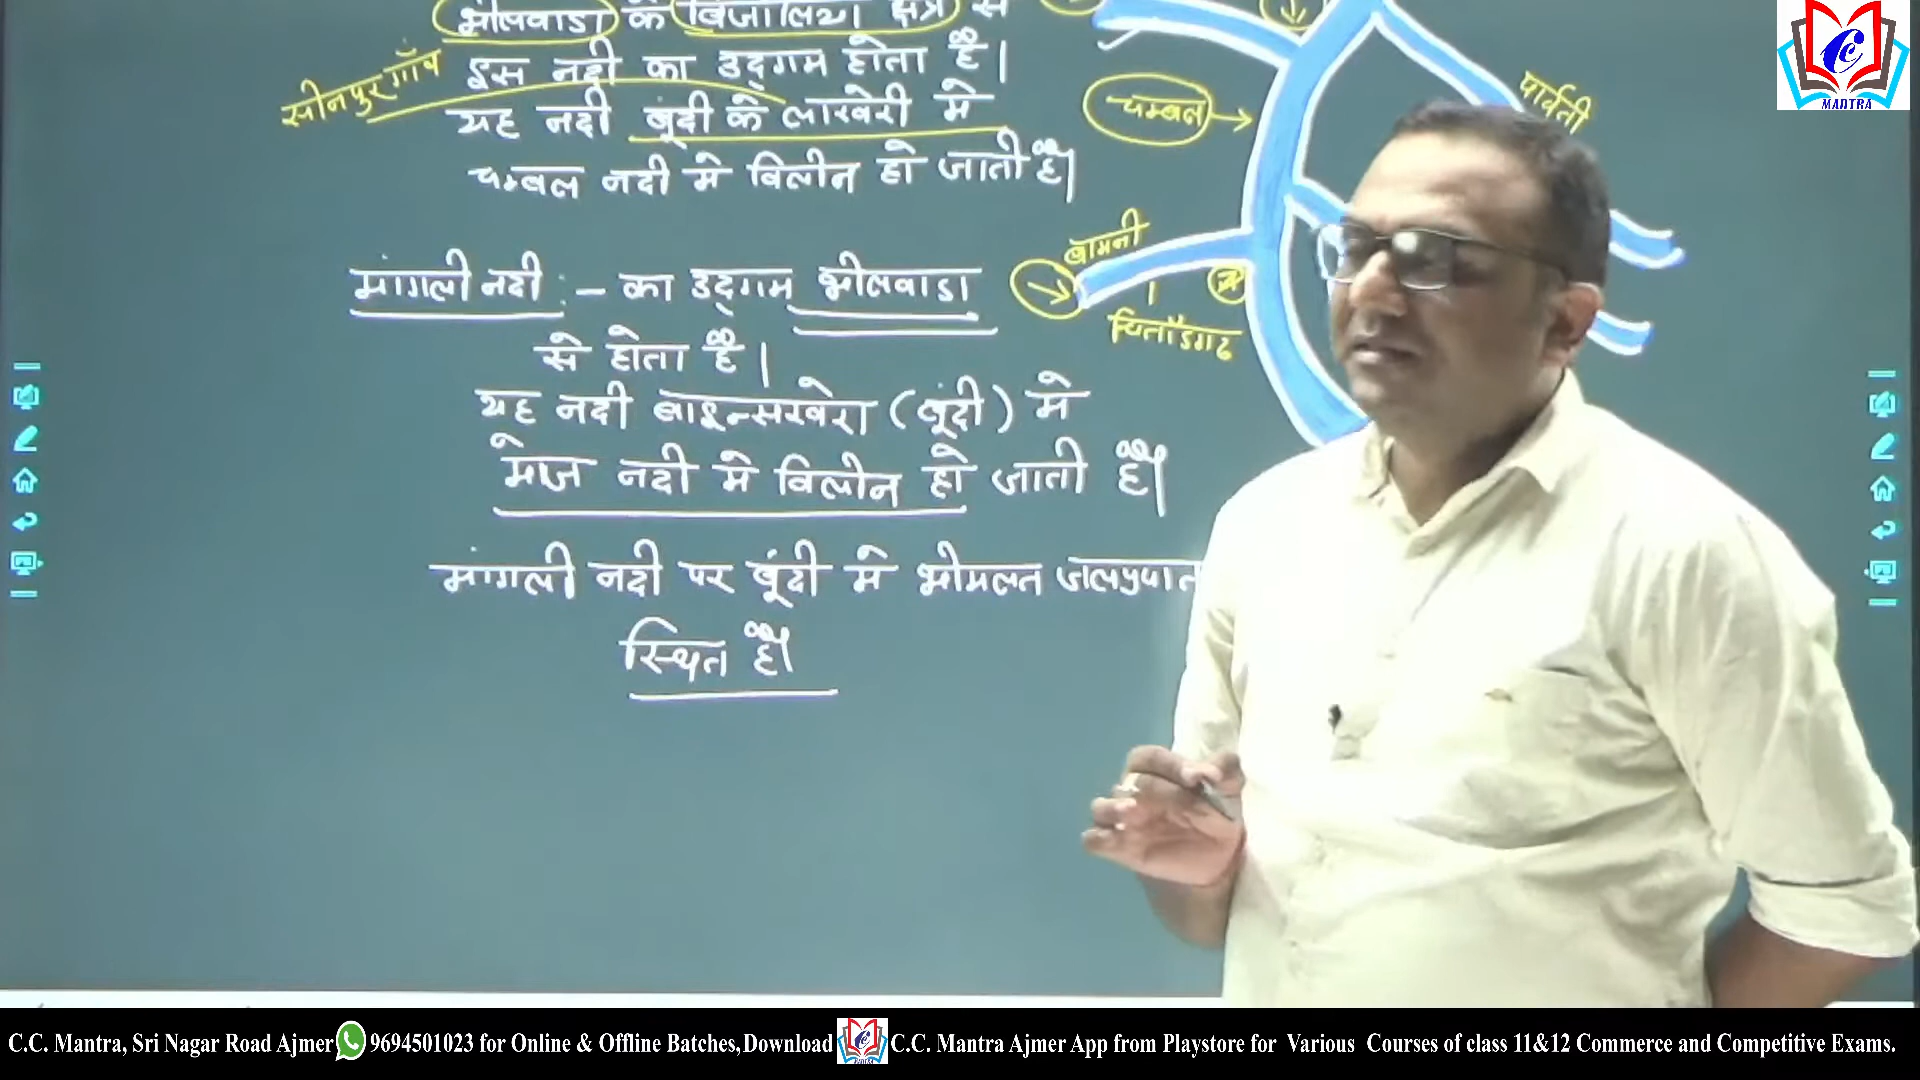 भीलवाडा के बिजोलिया क्षेत्र से
इस नदी का उद्गम होता है।
सीनपुर गाँव
यह नदी बूंदी के लाखेरी मे
चम्बल नदी मे विलीन हो जाती है।
मांगली नदी :- का उद्गम भीलवाडा
से होता है।
यह नदी बाइन्सखेरा (बूंदी) मे
मेज नदी मे विलीन हो जाती है।
मांगली नदी पर बूंदी मे भीमलत जलप्रपात
स्थित है।
चम्बल
पार्वती
बामनी
चितौडगढ
MANTRA
C.C. Mantra, Sri Nagar Road Ajmer 9694501023 for Online & Offline Batches, Download C.C. Mantra Ajmer App from Playstore for Various Courses of class 11&12 Commerce and Competitive Exams.